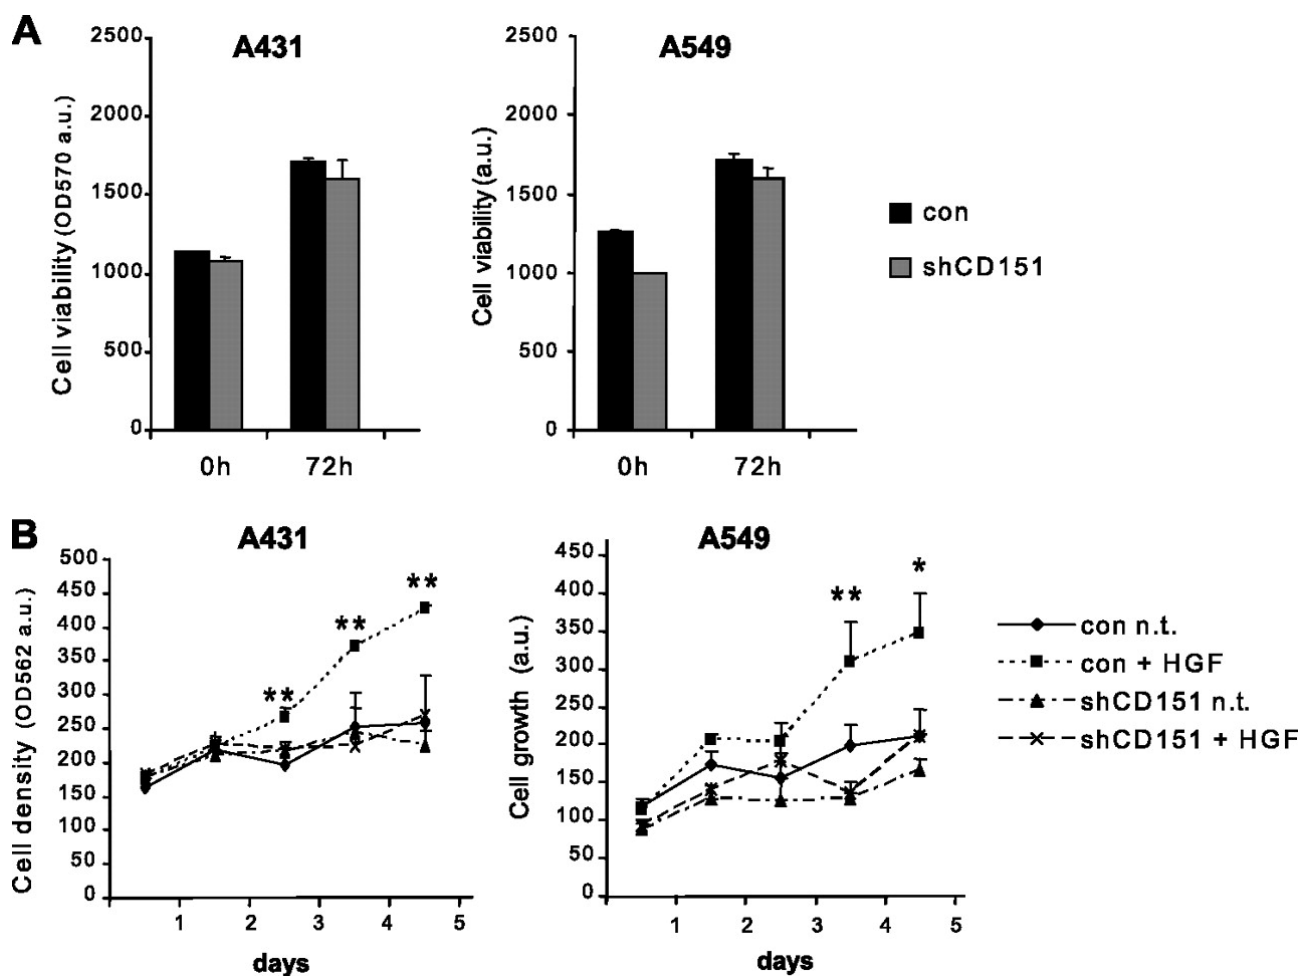 A
A431
Cell viability (OD570 a.u.)
2500
2000
1500
1000
500
0
0h
72h
A549
Cell viability (a.u.)
2500
2000
1500
1000
500
0
0h
72h
con
shCD151
B
A431
Cell density (OD562 a.u.)
500
450
400
350
300
250
200
150
100
50
0
**
**
**
1 2 3 4 5
days
A549
Cell growth (a.u.)
450
400
350
300
250
200
150
100
50
0
**
*
1 2 3 4 5
days
con n.t.
con + HGF
shCD151 n.t.
shCD151 + HGF